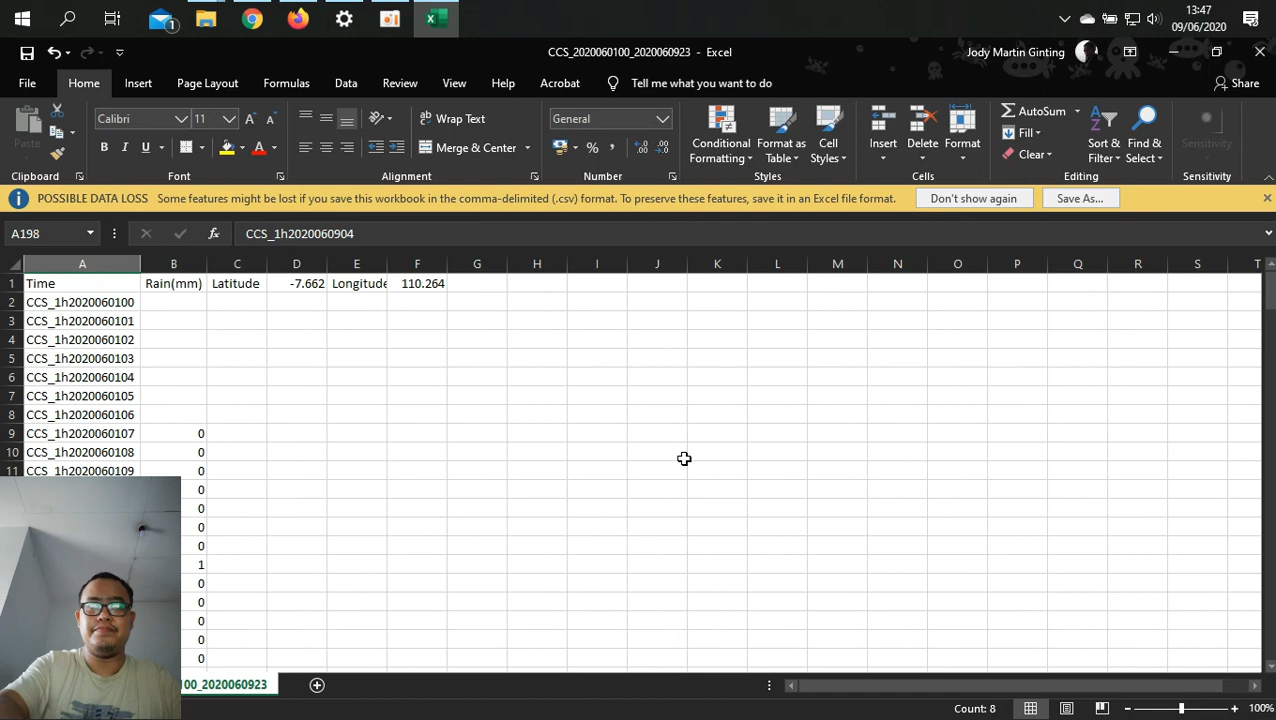 1
13:47
09/06/2020
CCS_2020060100_2020060923 - Excel
Jody Martin Ginting
File Home Insert Page Layout Formulas Data Review View Help Acrobat Tell me what you want to do Share
Paste
Calibri 11
Wrap Text
General
Merge & Center
Conditional Formatting
Format as Table
Cell Styles
Insert
Delete
Format
AutoSum
Fill
Clear
Sort & Filter
Find & Select
Sensitivity
Clipboard Font Alignment Number Styles Cells Editing Sensitivity
POSSIBLE DATA LOSS Some features might be lost if you save this workbook in the comma-delimited (.csv) format. To preserve these features, save it in an Excel file format. Don't show again Save As...
A198 fx CCS_1h2020060904
A B C D E F G H I J K L M N O P Q R S T
1 Time Rain(mm) Latitude -7.662 Longitude 110.264
2 CCS_1h2020060100
3 CCS_1h2020060101
4 CCS_1h2020060102
5 CCS_1h2020060103
6 CCS_1h2020060104
7 CCS_1h2020060105
8 CCS_1h2020060106
9 CCS_1h2020060107 0
10 CCS_1h2020060108 0
11 CCS_1h2020060109 0
0
0
0
0
1
0
0
0
0
0
00_2020060923
Count: 8
100%